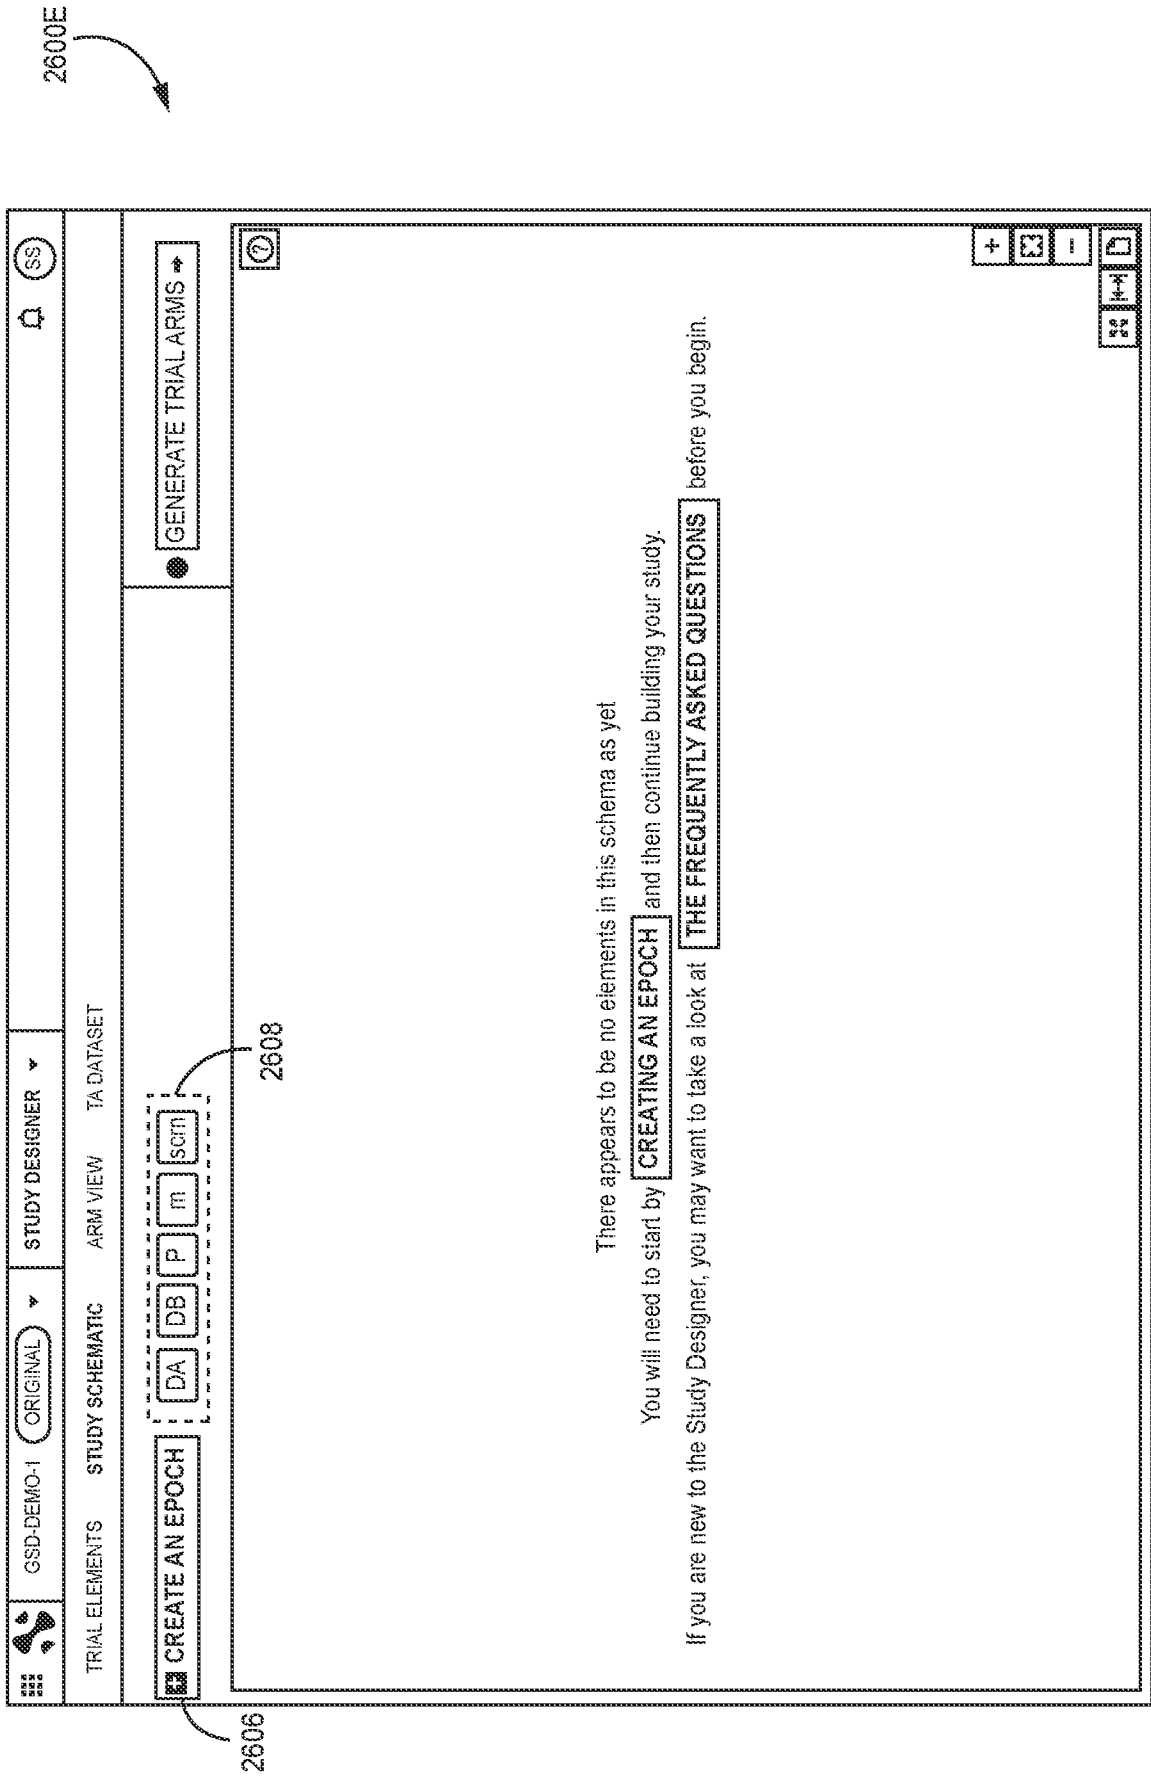 2600E
GSD-DEMO-1 ORIGINAL STUDY DESIGNER SS
TRIAL ELEMENTS STUDY SCHEMATIC ARM VIEW TA DATASET
CREATE AN EPOCH DA DB P m scrn GENERATE TRIAL ARMS
2606
2608
?
There appears to be no elements in this schema as yet
You will need to start by CREATING AN EPOCH and then continue building your study.
If you are new to the Study Designer, you may want to take a look at THE FREQUENTLY ASKED QUESTIONS before you begin.
+
-